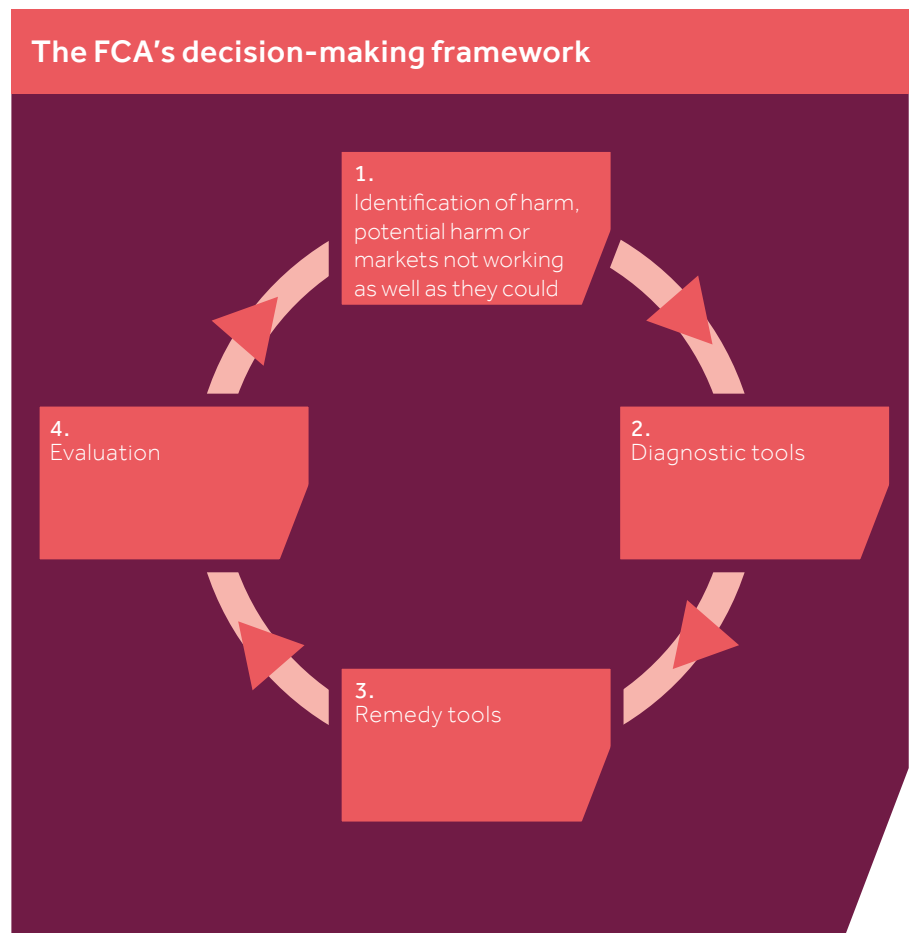 The FCA’s decision-making framework
1.
Identification of harm,
potential harm or
markets not working
as well as they could
2.
Diagnostic tools
3.
Remedy tools
4.
Evaluation